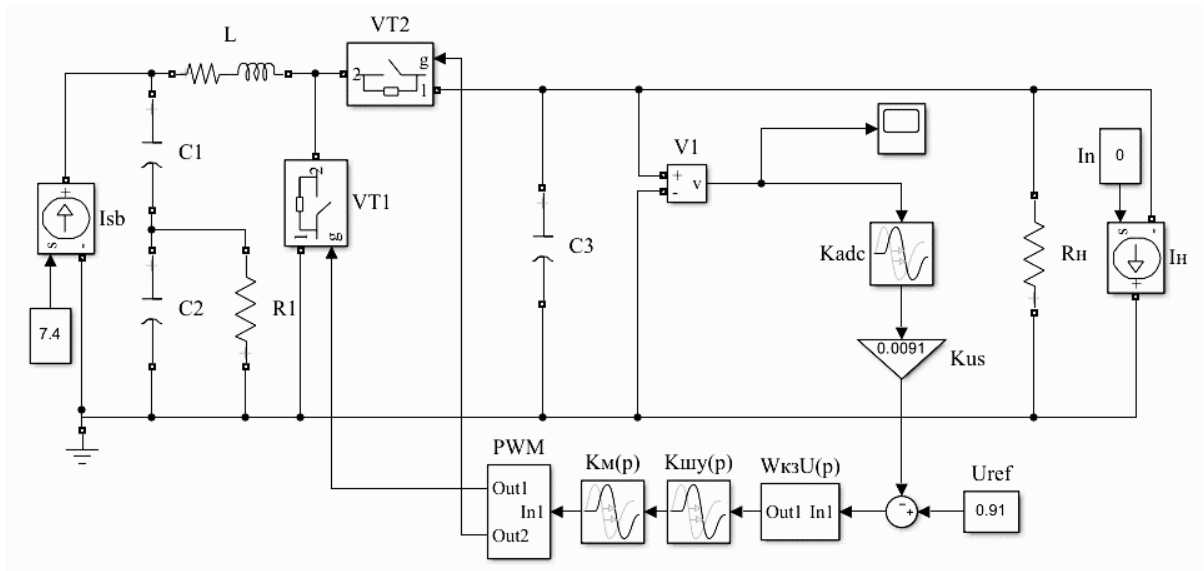 VT2
L
g
2
1
C1
V1
In
0
+
-
v
2
VT1
1
g
+
Isb
s
-
C3
Kadc
Rн
s
-
Iн
+
C2
R1
7.4
0.0091
Kus
PWM
Kм(p)
Kшу(p)
WкзU(p)
Uref
Out1
In1
Out2
Out1 In1
-
+
0.91